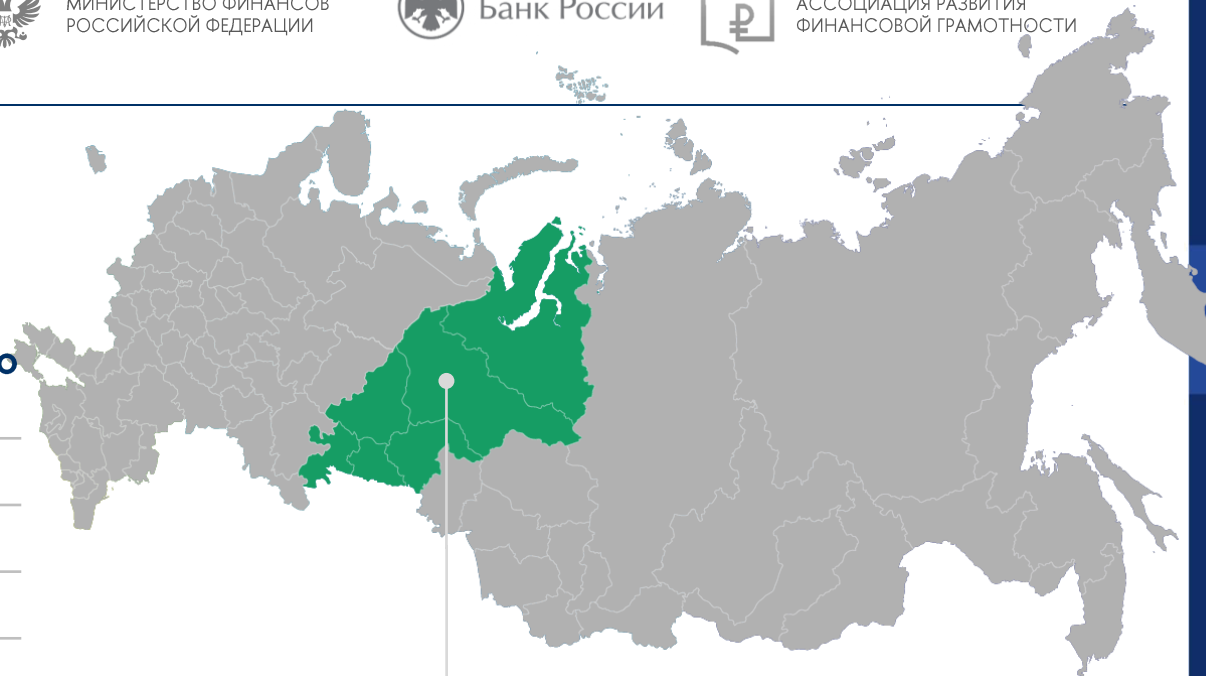 МИНИСТЕРСТВО ФИНАНСОВ
РОССИЙСКОЙ ФЕДЕРАЦИИ
Банк России
АССОЦИАЦИЯ РАЗВИТИЯ
ФИНАНСОВОЙ ГРАМОТНОСТИ